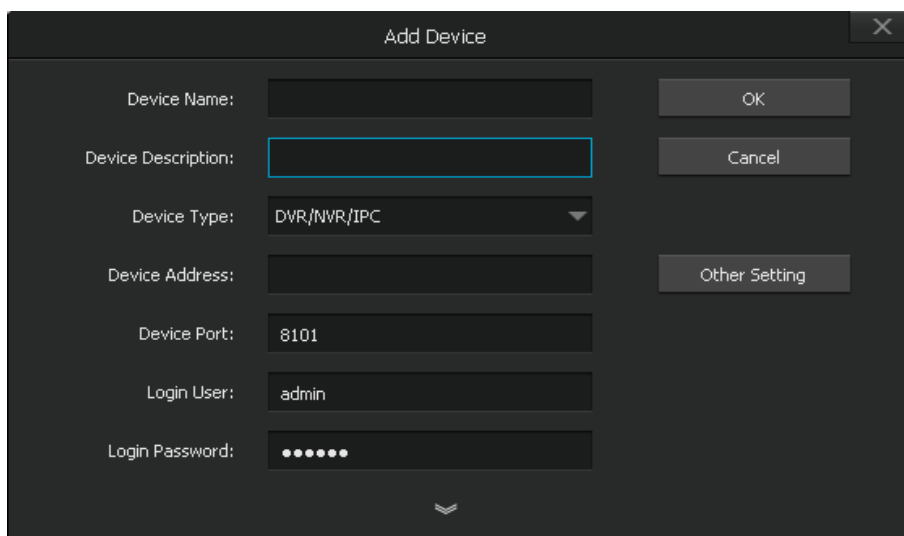 Add Device
Device Name:
OK
Device Description:
Cancel
Device Type: DVR/NVR/IPC
Device Address:
Other Setting
Device Port: 8101
Login User: admin
Login Password: ●●●●●●